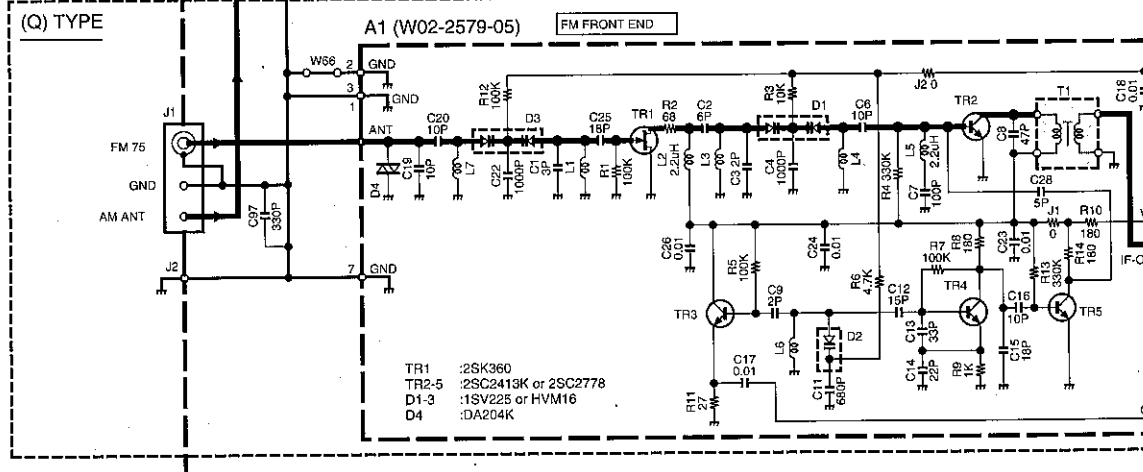 (Q) TYPE
A1 (W02-2579-05)
FM FRONT END
W66
2
GND
3
1
GND
J1
FM 75
GND
AM ANT
J2
C97
330P
7
GND
ANT
D4
C19
10P
C20
10P
L7
R12
100K
D3
C22
1000P
C1
3P
L1
C25
18P
R1
100K
TR1
R2
68
C2
6P
L2
2.2uH
L3
C3 2P
R3
10K
D1
C4
1000P
C6
10P
L4
R4 330K
L5
2.2uH
C7
100P
J2 0
TR2
C8
47P
T1
C18
0.01
C28
5P
C26
0.01
R5
100K
C24
0.01
R6
4.7K
R8
180
R7
100K
C23
0.01
J1
0
R10
180
R13
330K
R14
180
IF-O
TR3
C9
2P
L6
D2
C11
680P
C12
15P
C13
33P
C14
22P
TR4
R9
1K
C15
18P
C16
10P
TR5
C17
0.01
R11
27
TR1 :2SK360
TR2-5 :2SC2413K or 2SC2778
D1-3 :1SV225 or HVM16
D4 :DA204K